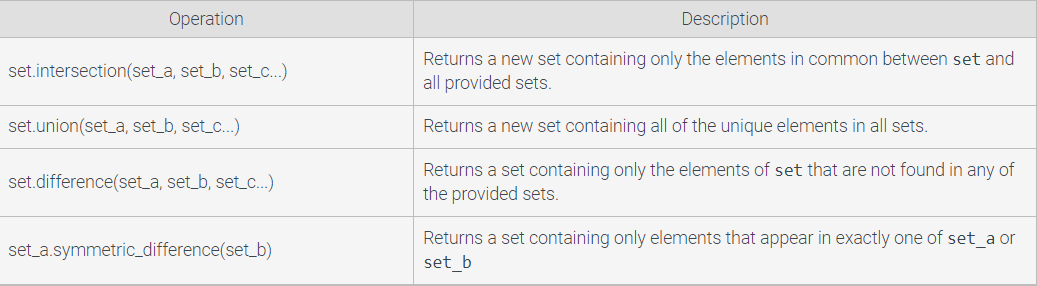 Operation Description
set.intersection(set_a, set_b, set_c...)
Returns a new set containing only the elements in common between set and
all provided sets.
set.union(set_a, set_b, set_c...)
Returns a new set containing all of the unique elements in all sets.
set.difference(set_a, set_b, set_c...)
Returns a set containing only the elements of set that are not found in any of
the provided sets.
set_a.symmetric_difference(set_b)
Returns a set containing only elements that appear in exactly one of set_a or
set_b